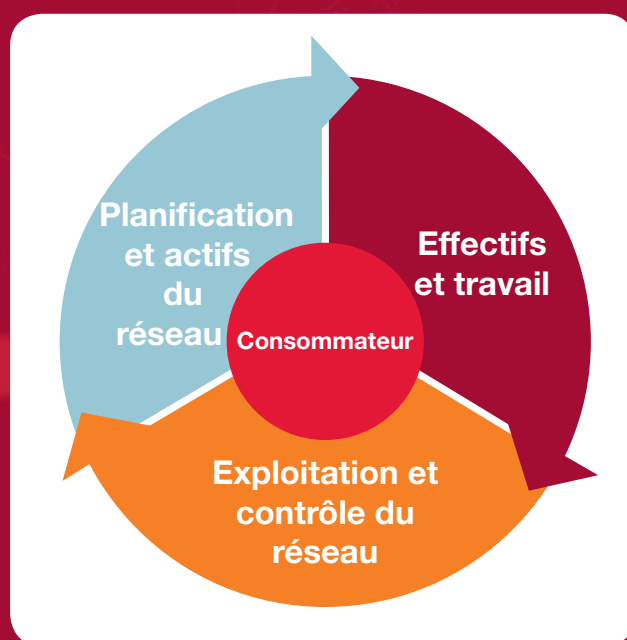 Planification
et actifs
du
réseau
Effectifs
et travail
Consommateur
Exploitation et
contrôle du
réseau